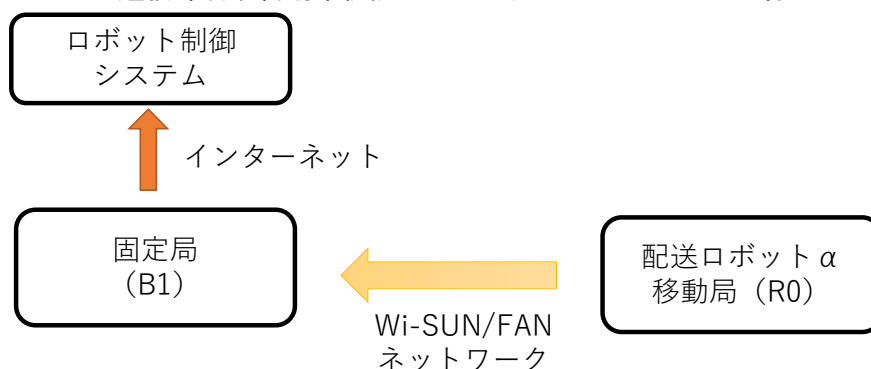 ロボット制御
システム
インターネット
固定局
（B1）
配送ロボットα
移動局（R0）
Wi-SUN/FAN
ネットワーク